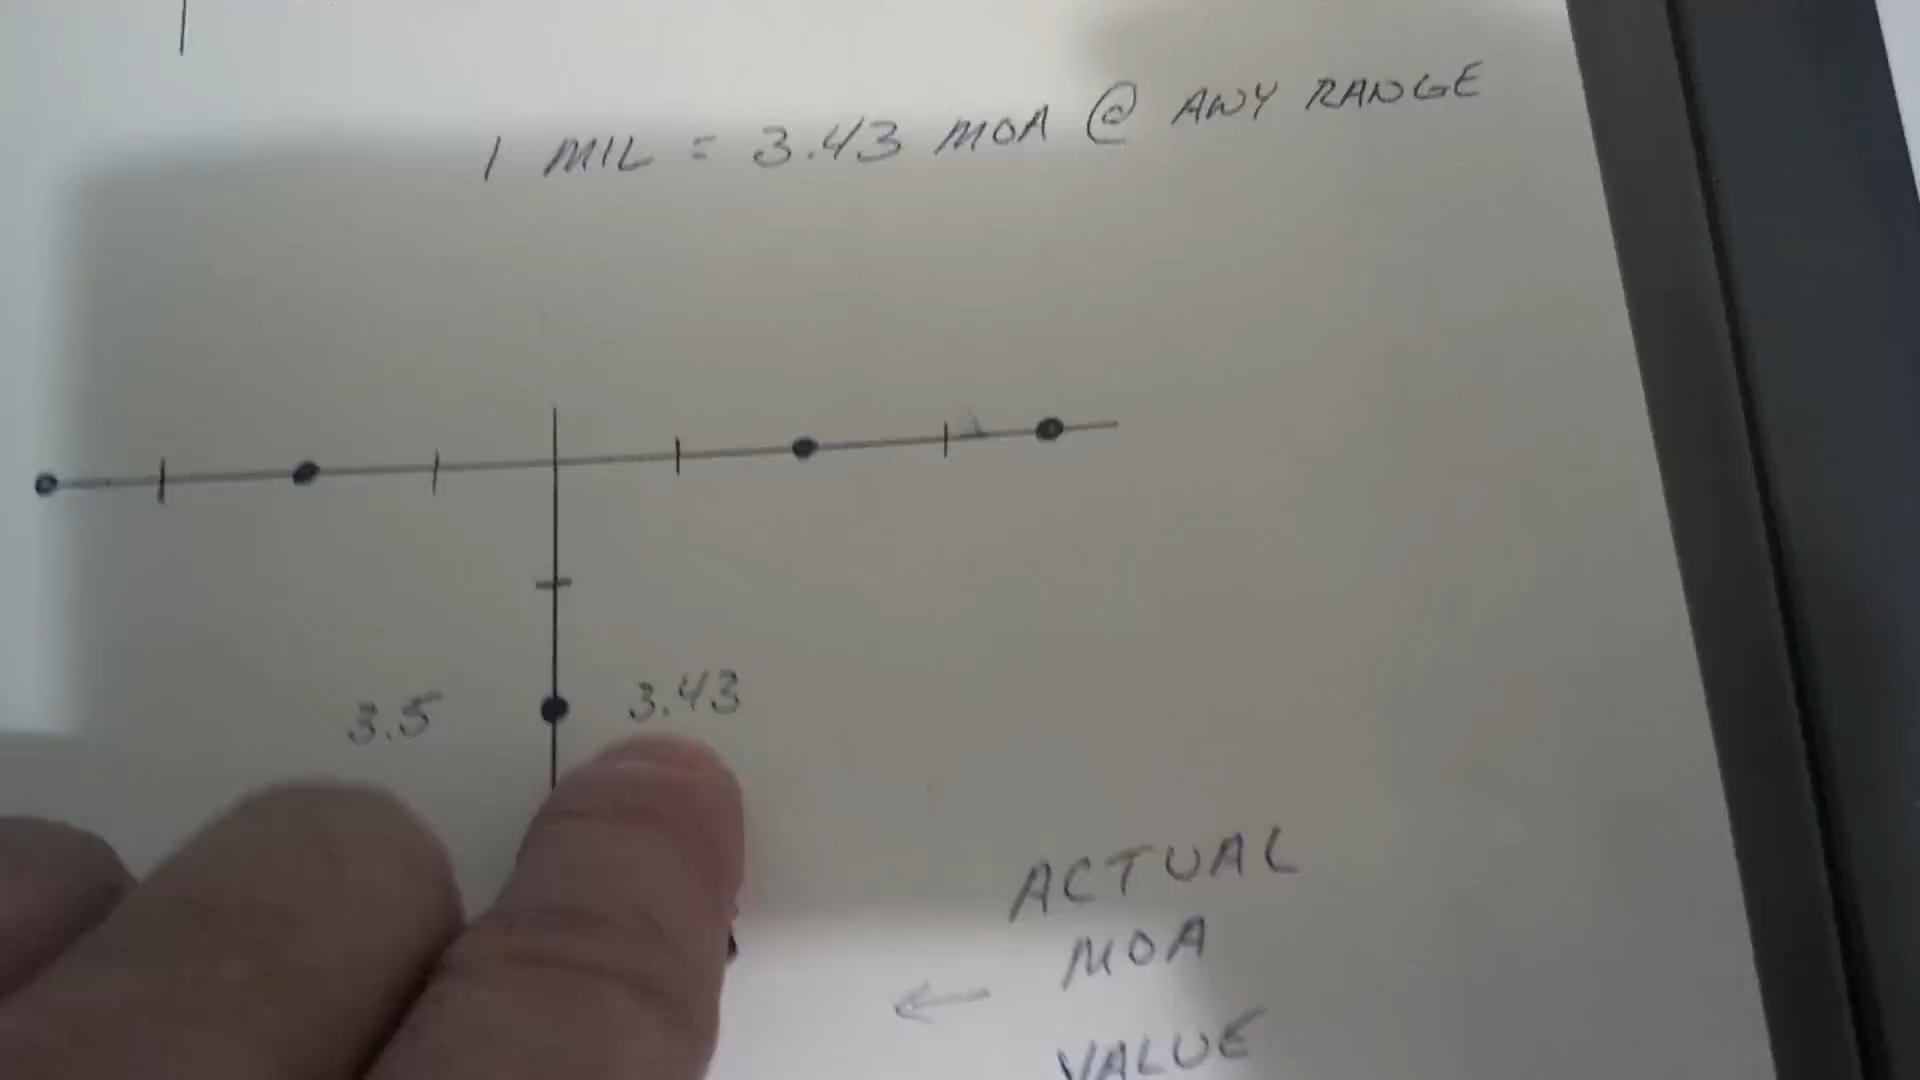 1 MIL = 3.43 MOA @ ANY RANGE
3.5
3.43
ACTUAL
MOA
←
VALUE